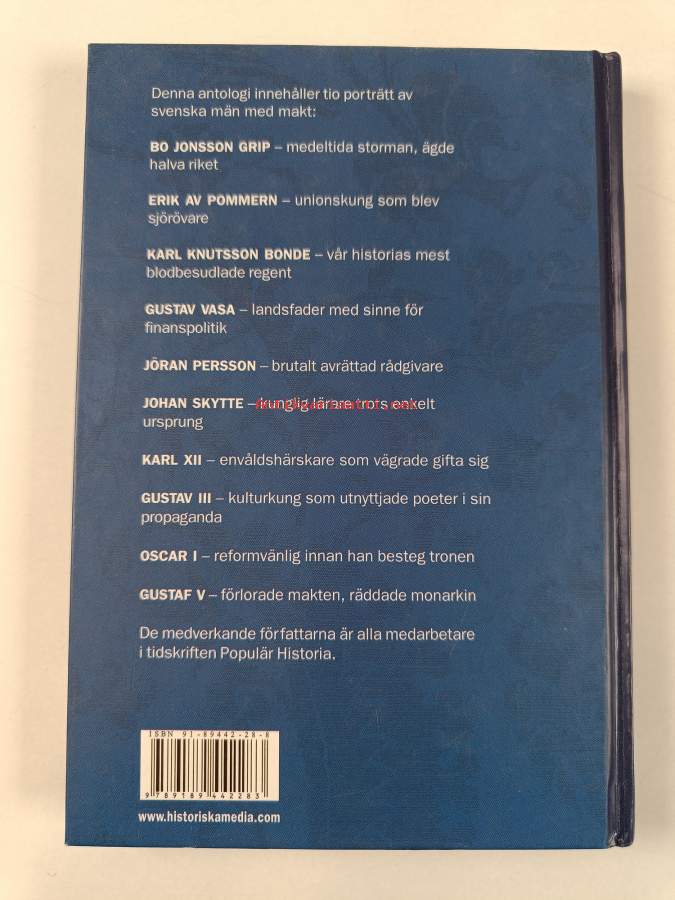 Denna antologi innehåller tio porträtt av
svenska män med makt:
BO JONSSON GRIP – medeltida storman, ägde
halva riket
ERIK AV POMMERN – unionskung som blev
sjörövare
KARL KNUTSSON BONDE – vår historias mest
blodbesudlade regent
GUSTAV VASA – landsfader med sinne för
finanspolitik
JÖRAN PERSSON – brutalt avrättad rådgivare
JOHAN SKYTTE – kunglig lärare trots enkelt
ursprung
KARL XII – envåldshärskare som vägrade gifta sig
GUSTAV III – kulturkung som utnyttjade poeter i sin
propaganda
OSCAR I – reformvänlig innan han besteg tronen
GUSTAF V – förlorade makten, räddade monarkin
De medverkande författarna är alla medarbetare
i tidskriften Populär Historia.
ISBN 91-89442-28-8
9 789189 442283
www.historiskamedia.com